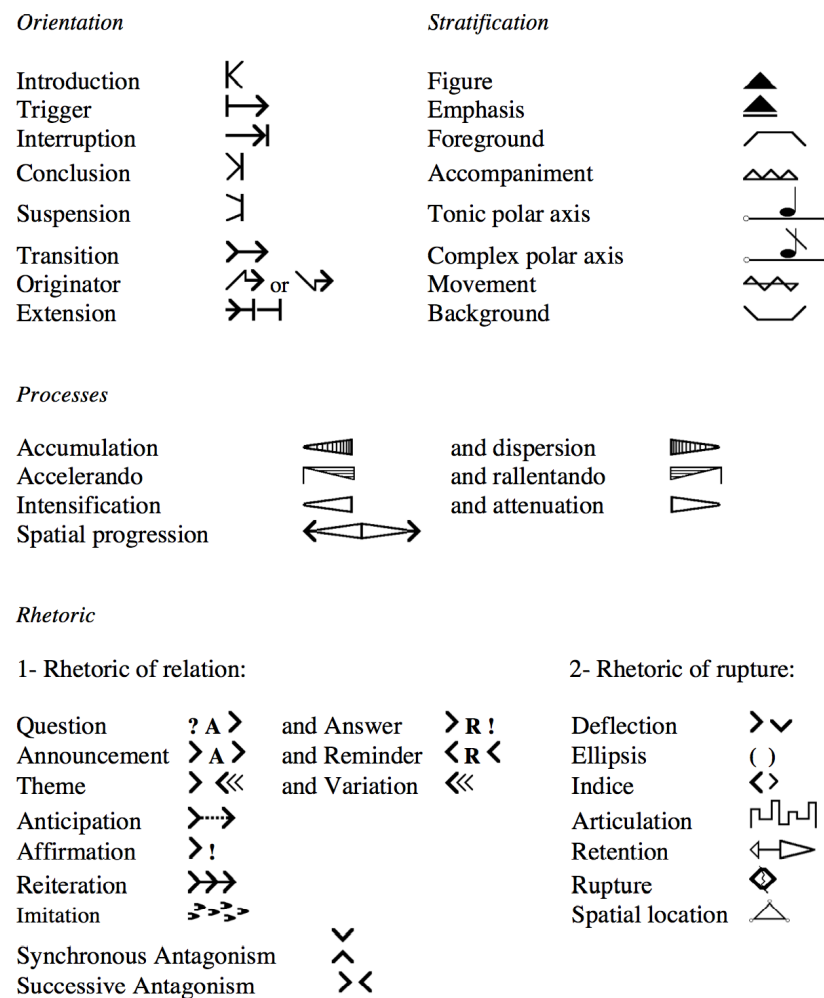 Orientation Stratification
Introduction Figure
Trigger Emphasis
Interruption Foreground
Conclusion Accompaniment
Suspension Tonic polar axis
Transition Complex polar axis
Originator or Movement
Extension Background
Processes
Accumulation and dispersion
Accelerando and rallentando
Intensification and attenuation
Spatial progression
Rhetoric
1- Rhetoric of relation: 2- Rhetoric of rupture:
Question ? A > and Answer > R ! Deflection
Announcement > A > and Reminder < R < Ellipsis ( )
Theme and Variation Indice < >
Anticipation Articulation
Affirmation > ! Retention
Reiteration Rupture
Imitation Spatial location
Synchronous Antagonism
Successive Antagonism > <